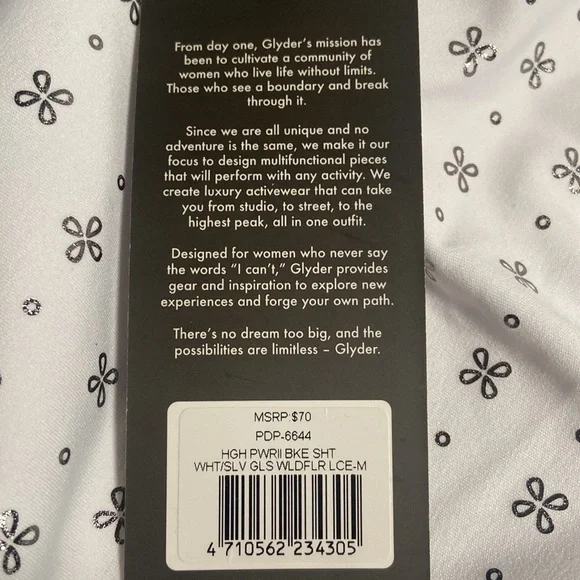 From day one, Glyder's mission has
been to cultivate a community of
women who live life without limits.
Those who see a boundary and break
through it.
Since we are all unique and no
adventure is the same, we make it our
focus to design multifunctional pieces
that will perform with any activity. We
create luxury activewear that can take
you from studio, to street, to the
highest peak, all in one outfit.
Designed for women who never say
the words "I can't," Glyder provides
gear and inspiration to explore new
experiences and forge your own path.
There's no dream too big, and the
possibilities are limitless – Glyder.
MSRP:$70
PDP-6644
HGH PWRII BKE SHT
WHT/SLV GLS WLDFLR LCE-M
4 710562 234305